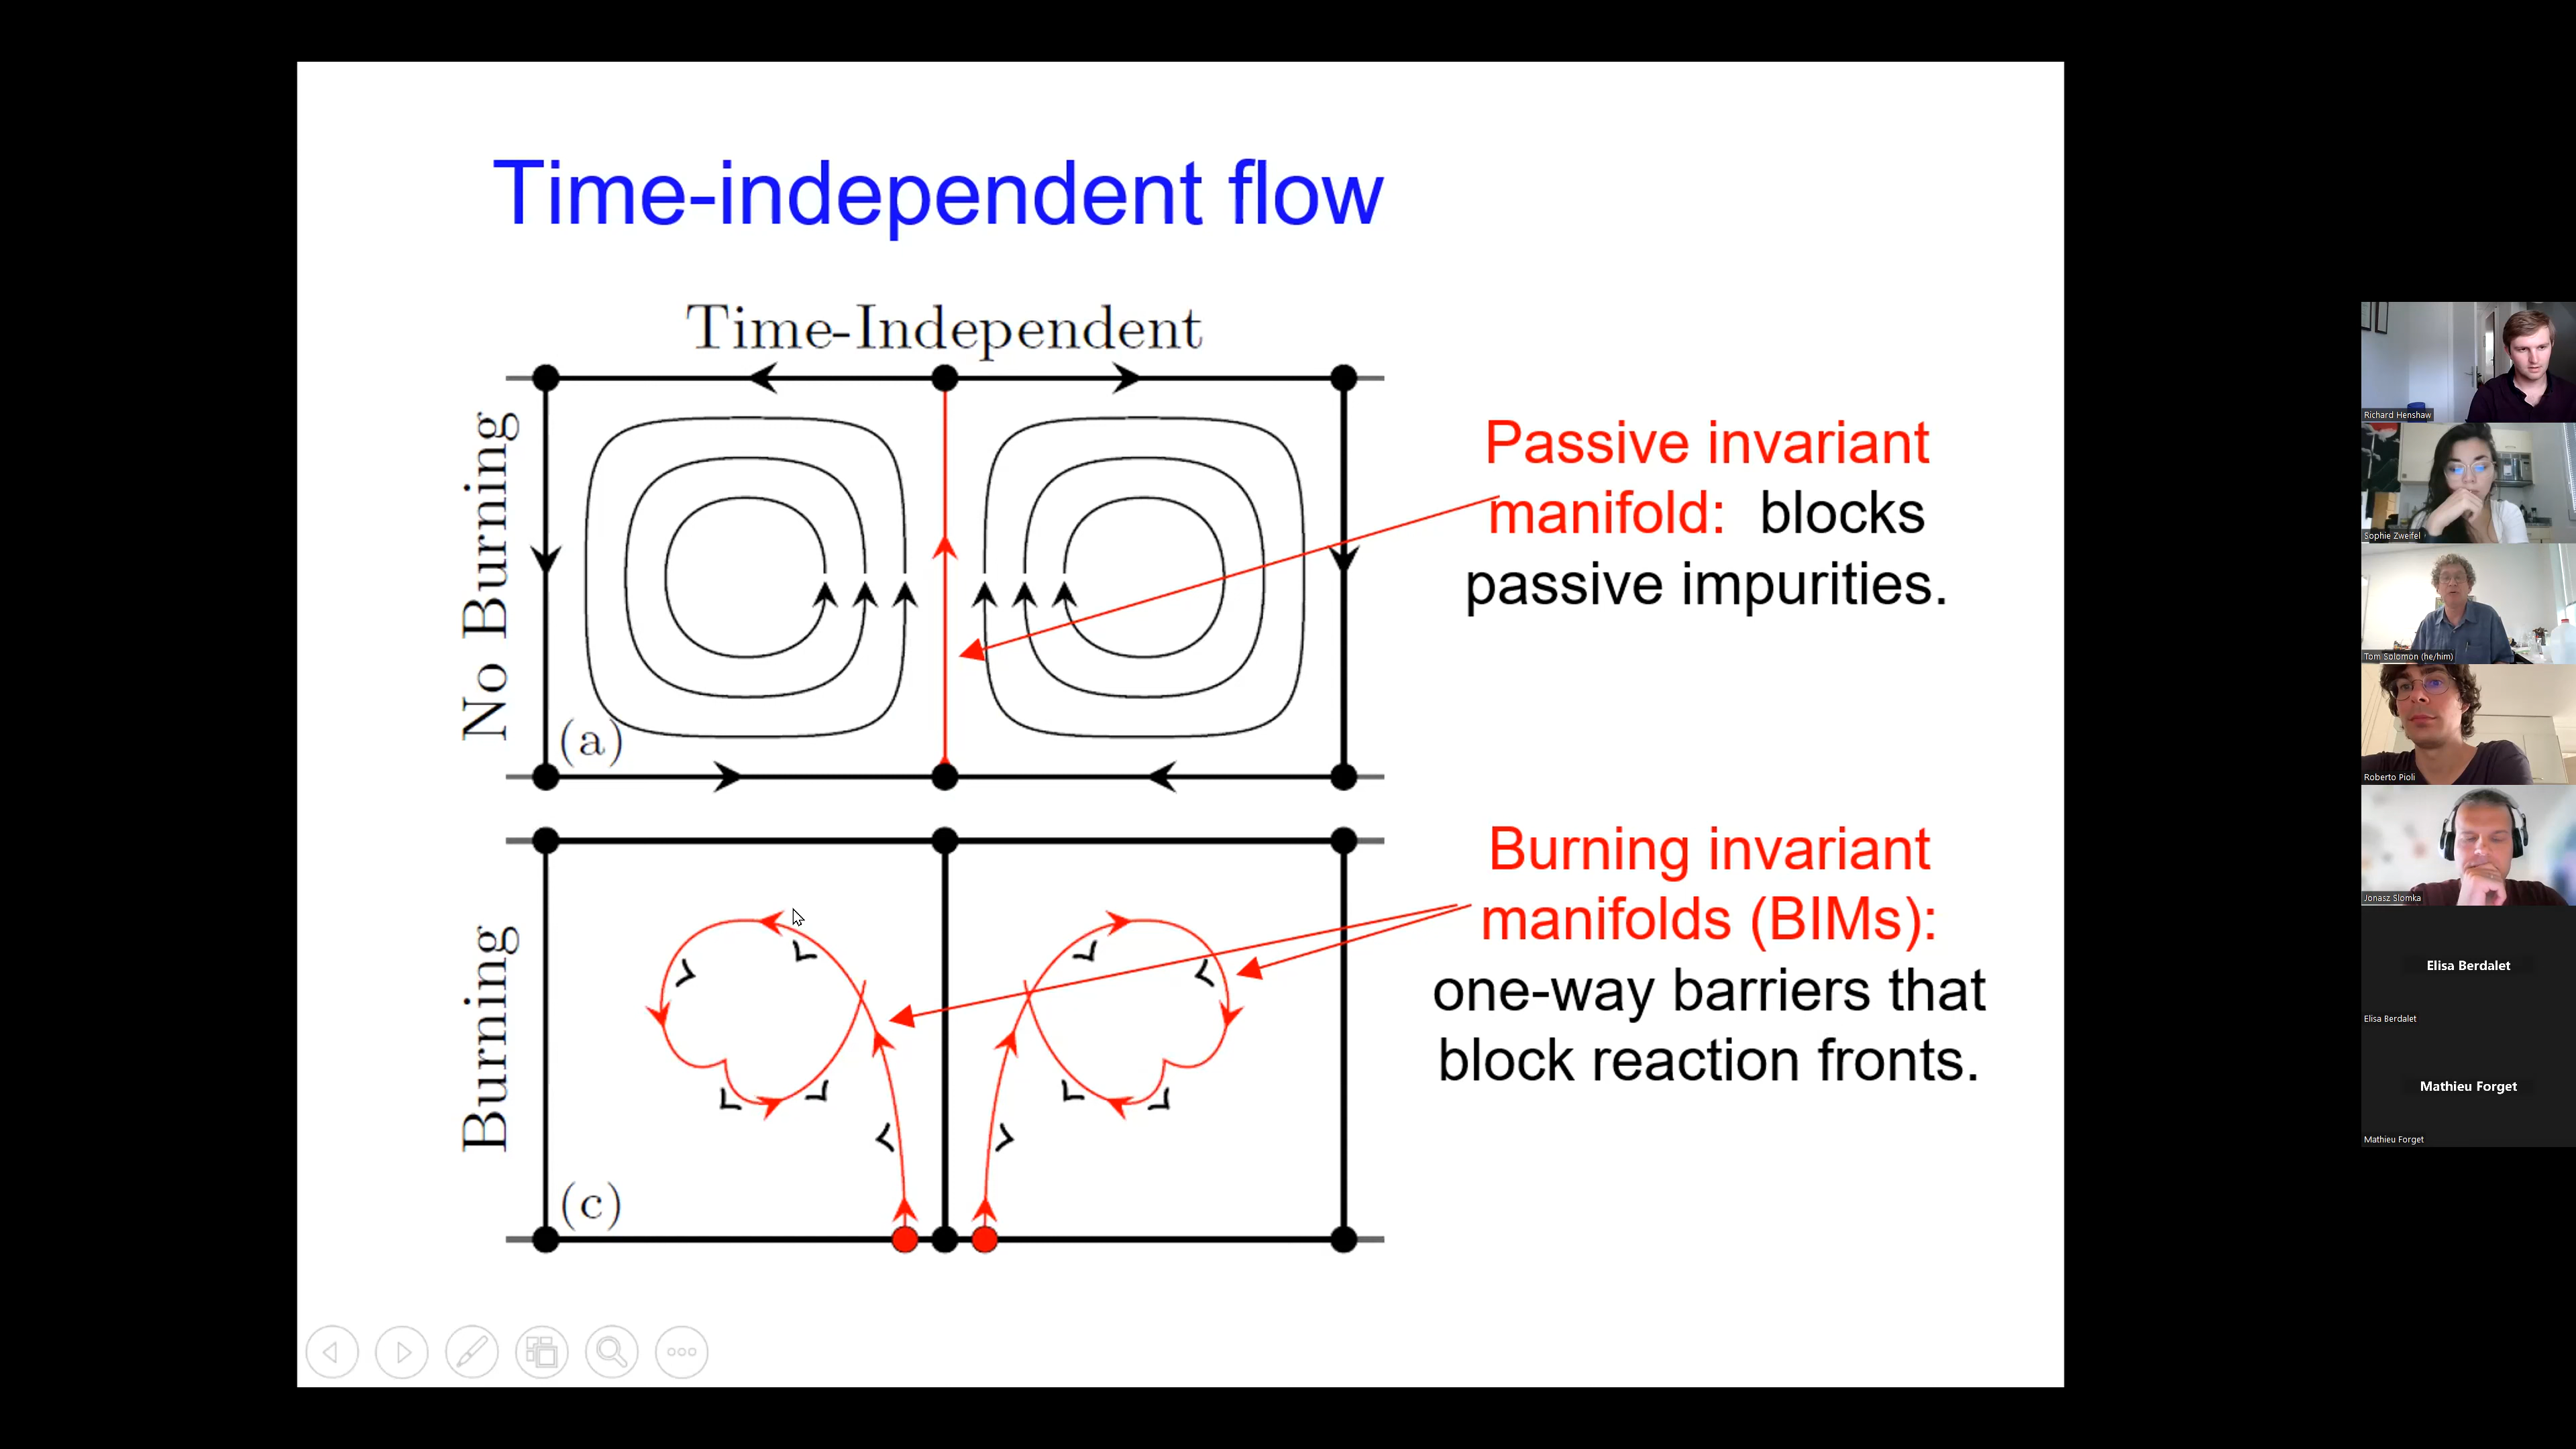 Time-independent flow
Time-Independent
No Burning
(a)
Passive invariant
manifold: blocks
passive impurities.
Burning
(c)
Burning invariant
manifolds (BIMs):
one-way barriers that
block reaction fronts.
Richard Henshaw
Sophie Zweifel
Tom Solomon (he/him)
Roberto Pioli
Jonasz Slomka
Elisa Berdalet
Elisa Berdalet
Mathieu Forget
Mathieu Forget